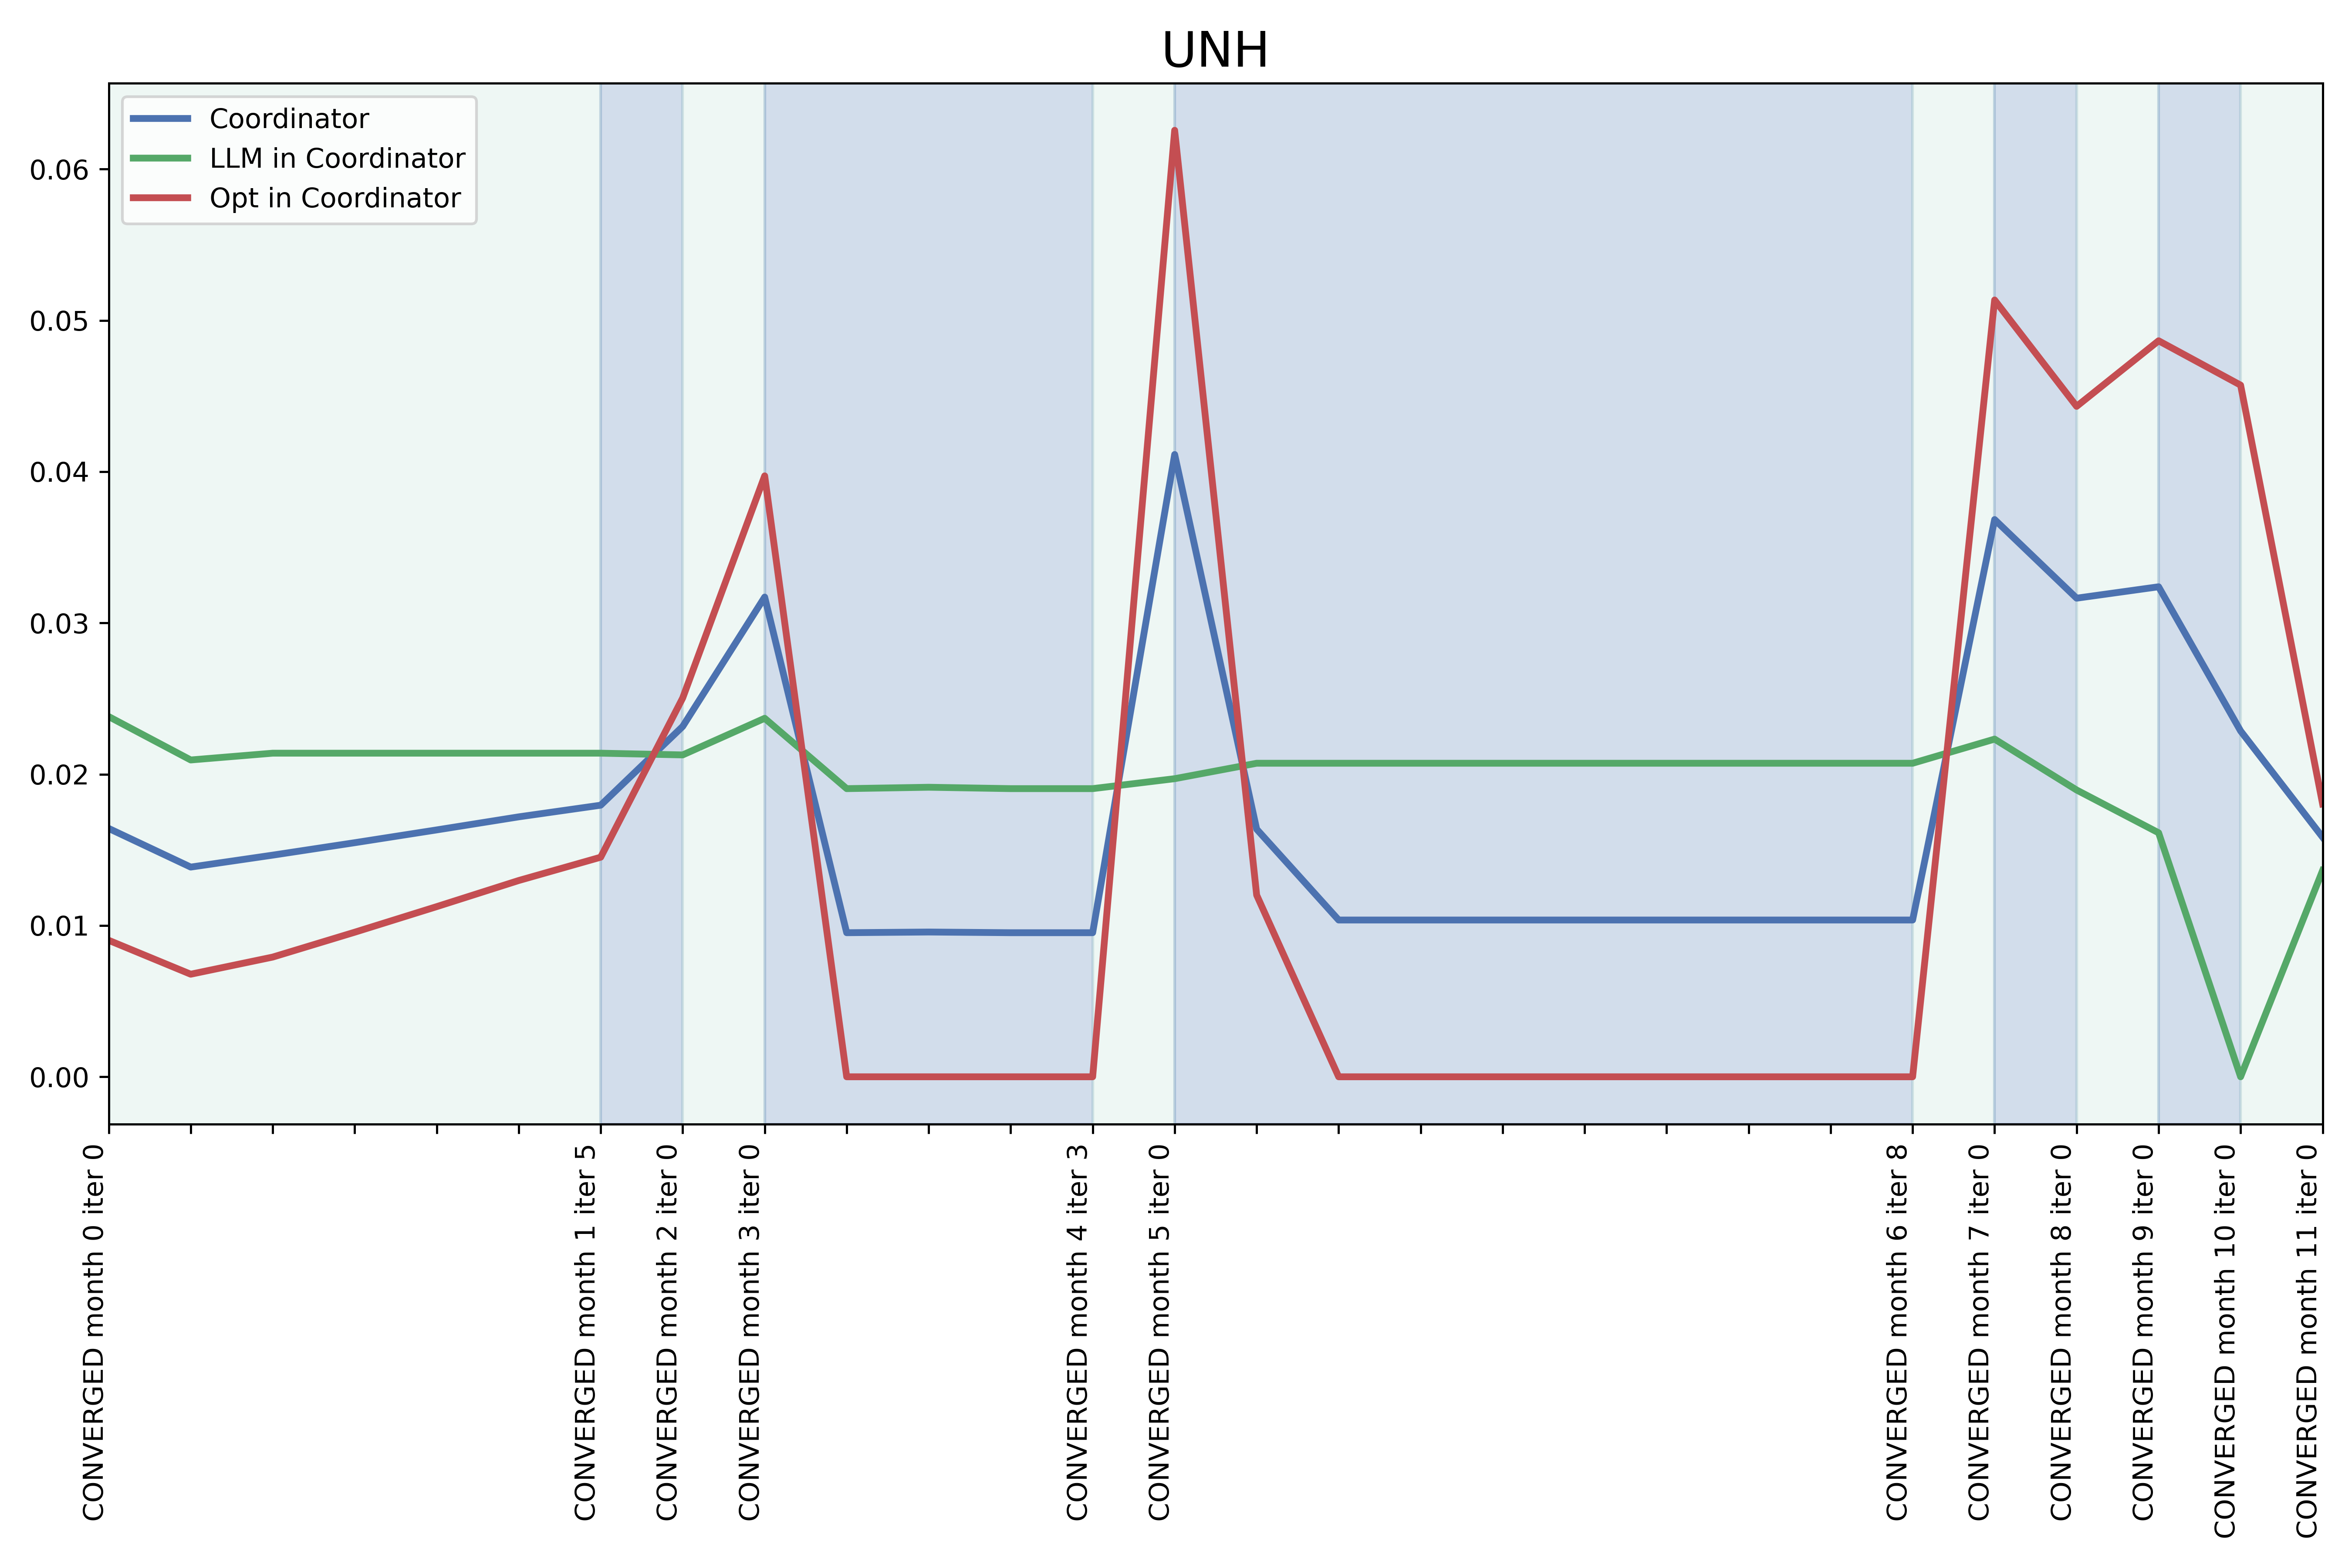 UNH
Coordinator
LLM in Coordinator
Opt in Coordinator
0.06
0.05
0.04
0.03
0.02
0.01
0.00
CONVERGED month 0 iter 0
CONVERGED month 1 iter 5
CONVERGED month 2 iter 0
CONVERGED month 3 iter 0
CONVERGED month 4 iter 3
CONVERGED month 5 iter 0
CONVERGED month 6 iter 8
CONVERGED month 7 iter 0
CONVERGED month 8 iter 0
CONVERGED month 9 iter 0
CONVERGED month 10 iter 0
CONVERGED month 11 iter 0